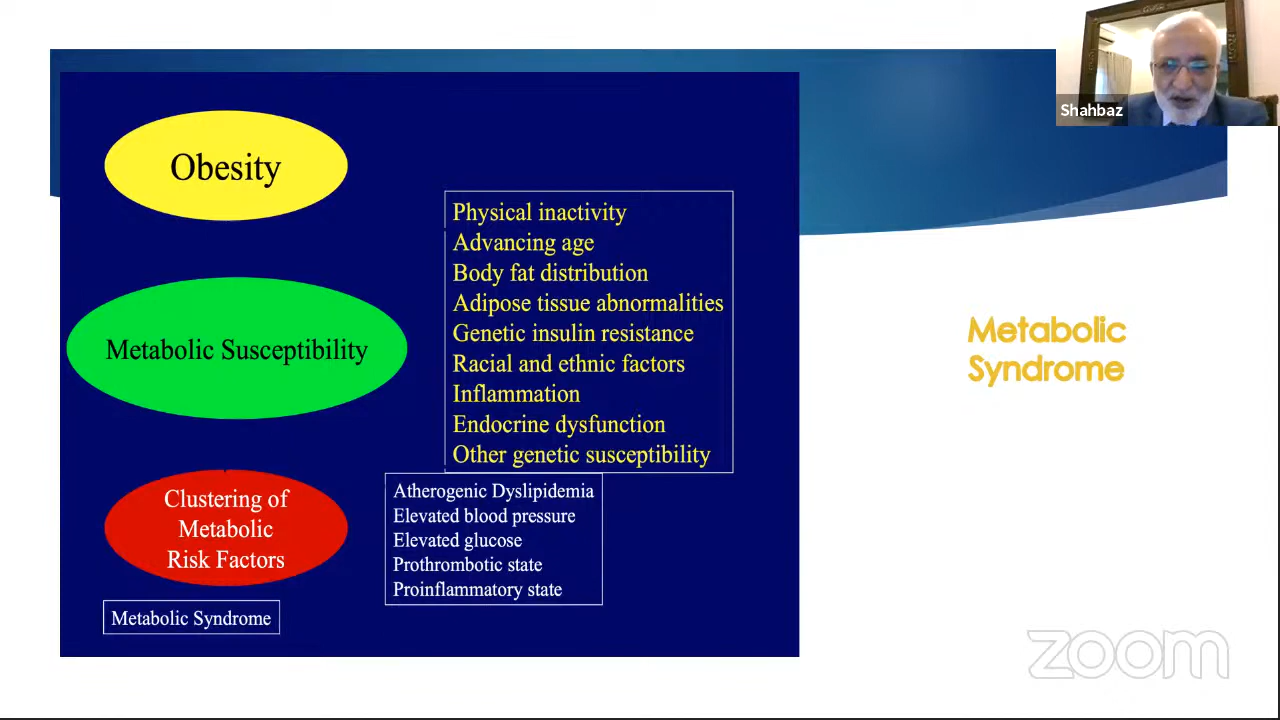 Shahbaz
Obesity
Physical inactivity
Advancing age
Body fat distribution
Adipose tissue abnormalities
Genetic insulin resistance
Racial and ethnic factors
Inflammation
Endocrine dysfunction
Other genetic susceptibility
Metabolic Susceptibility
Clustering of
Metabolic
Risk Factors
Atherogenic Dyslipidemia
Elevated blood pressure
Elevated glucose
Prothrombotic state
Proinflammatory state
Metabolic Syndrome
Metabolic
Syndrome
zoom